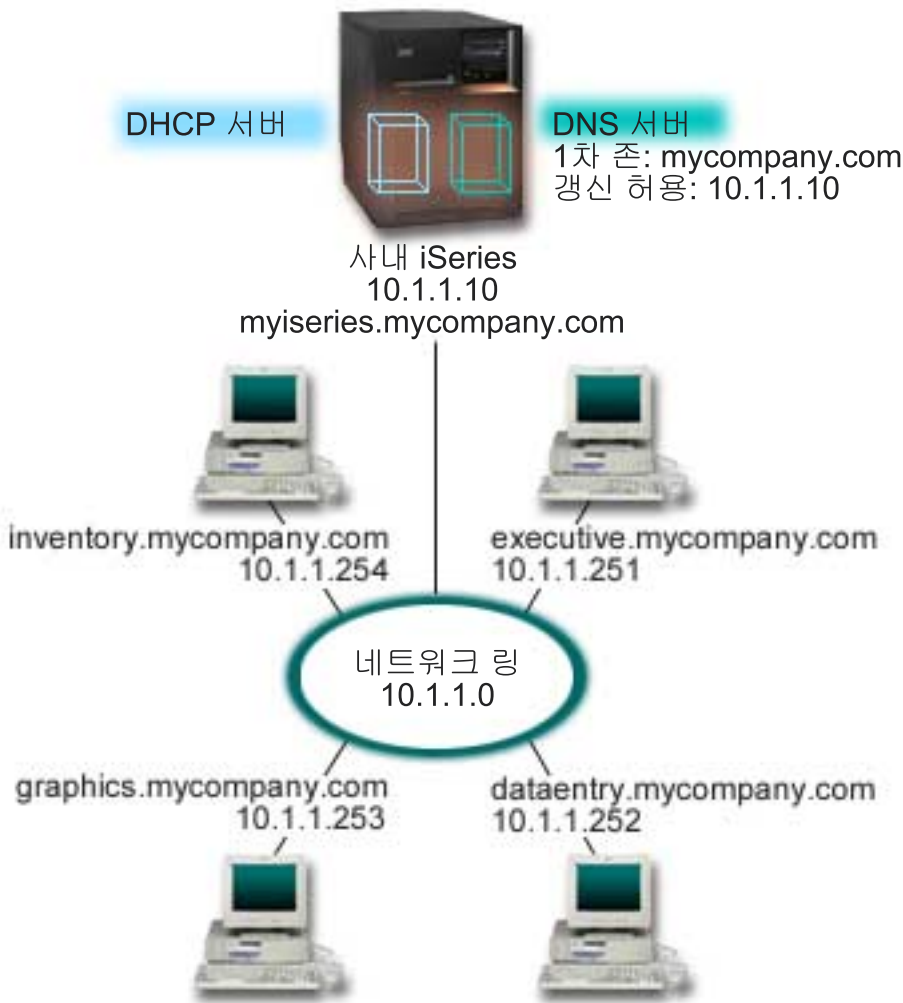 DHCP 서버
DNS 서버
1차 존: mycompany.com
갱신 허용: 10.1.1.10
사내 iSeries
10.1.1.10
myiseries.mycompany.com
inventory.mycompany.com
10.1.1.254
executive.mycompany.com
10.1.1.251
네트워크 링
10.1.1.0
graphics.mycompany.com
10.1.1.253
dataentry.mycompany.com
10.1.1.252